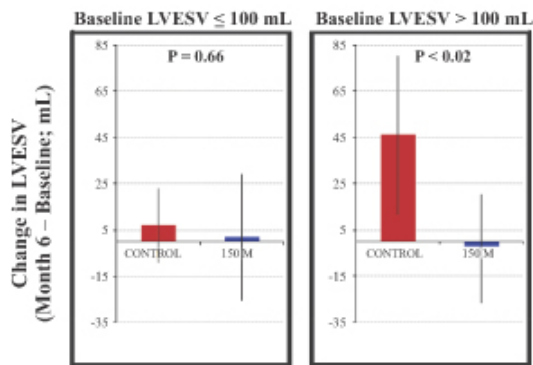 Baseline LVESV ≤ 100 mL
Baseline LVESV > 100 mL
Change in LVESV
(Month 6 – Baseline; mL)
P = 0.66
85
65
45
25
5
-15
-35
CONTROL
150 M
P < 0.02
85
65
45
25
5
-15
-35
CONTROL
150 M